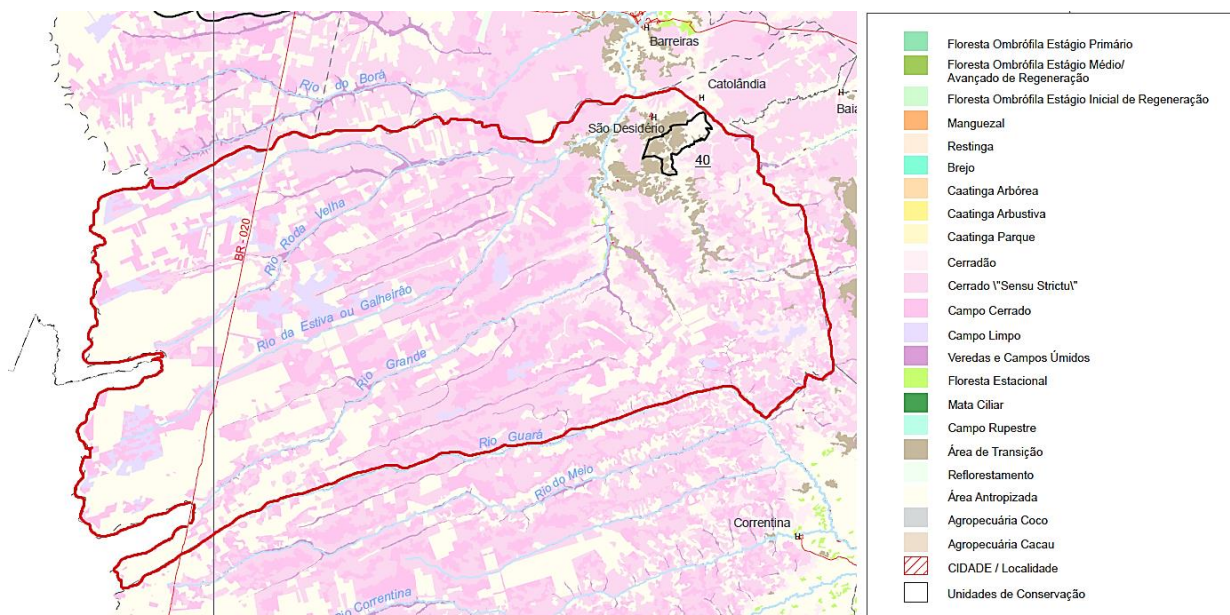 Barreiras
Rio do Borá
Catolândia
Baia
São Desidério
40
Rio Roda Velha
BR - 020
Rio da Estiva ou Galheirão
Rio Grande
Rio Guará
Rio do Meio
Correntina
Rio Correntina
Floresta Ombrófila Estágio Primário
Floresta Ombrófila Estágio Médio/
Avançado de Regeneração
Floresta Ombrófila Estágio Inicial de Regeneração
Manguezal
Restinga
Brejo
Caatinga Arbórea
Caatinga Arbustiva
Caatinga Parque
Cerradão
Cerrado \"Sensu Strictu\"
Campo Cerrado
Campo Limpo
Veredas e Campos Úmidos
Floresta Estacional
Mata Ciliar
Campo Rupestre
Área de Transição
Reflorestamento
Área Antropizada
Agropecuária Coco
Agropecuária Cacau
CIDADE / Localidade
Unidades de Conservação